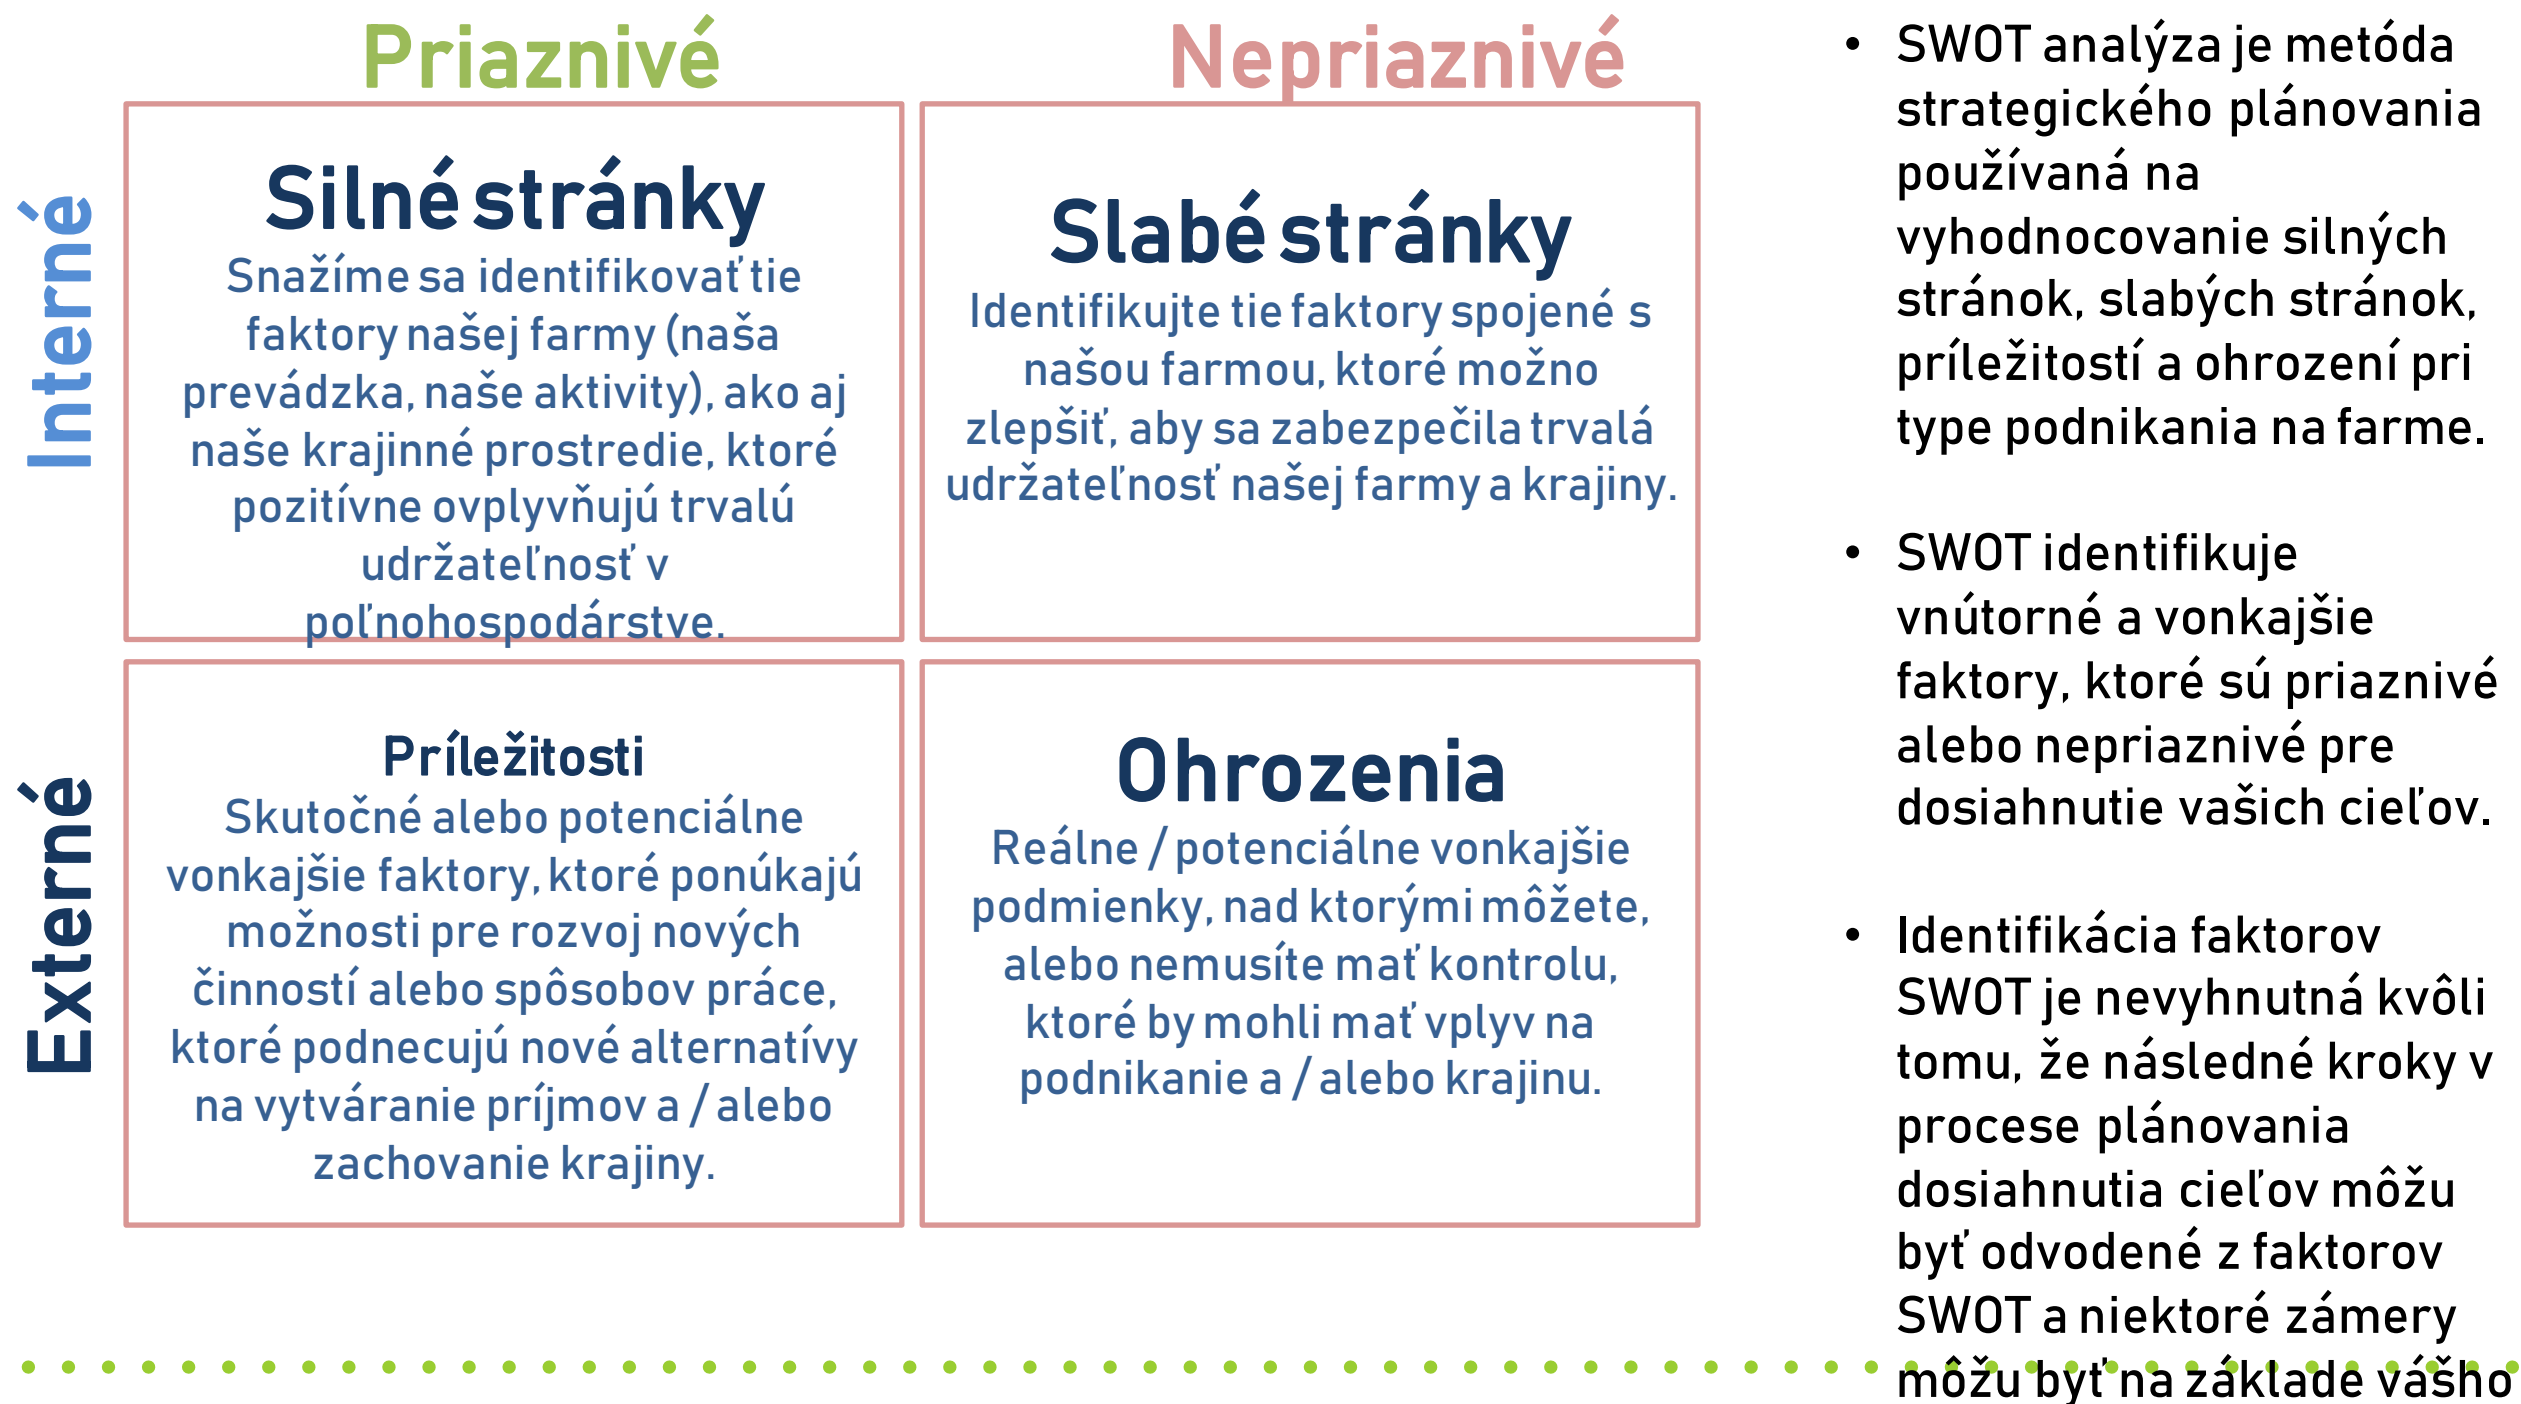 Priaznivé
Nepriaznivé
Interné
Silné stránky
Snažíme sa identifikovať tie
faktory našej farmy (naša
prevádzka, naše aktivity), ako aj
naše krajinné prostredie, ktoré
pozitívne ovplyvňujú trvalú
udržateľnosť v
poľnohospodárstve.
Slabé stránky
Identifikujte tie faktory spojené s
našou farmou, ktoré možno
zlepšiť, aby sa zabezpečila trvalá
udržateľnosť našej farmy a krajiny.
Externé
Príležitosti
Skutočné alebo potenciálne
vonkajšie faktory, ktoré ponúkajú
možnosti pre rozvoj nových
činností alebo spôsobov práce,
ktoré podnecujú nové alternatívy
na vytváranie príjmov a / alebo
zachovanie krajiny.
Ohrozenia
Reálne / potenciálne vonkajšie
podmienky, nad ktorými môžete,
alebo nemusíte mať kontrolu,
ktoré by mohli mať vplyv na
podnikanie a / alebo krajinu.
• SWOT analýza je metóda
strategického plánovania
používaná na
vyhodnocovanie silných
stránok, slabých stránok,
príležitostí a ohrození pri
type podnikania na farme.
• SWOT identifikuje
vnútorné a vonkajšie
faktory, ktoré sú priaznivé
alebo nepriaznivé pre
dosiahnutie vašich cieľov.
• Identifikácia faktorov
SWOT je nevyhnutná kvôli
tomu, že následné kroky v
procese plánovania
dosiahnutia cieľov môžu
byť odvodené z faktorov
SWOT a niektoré zámery
môžu byť na základe vášho